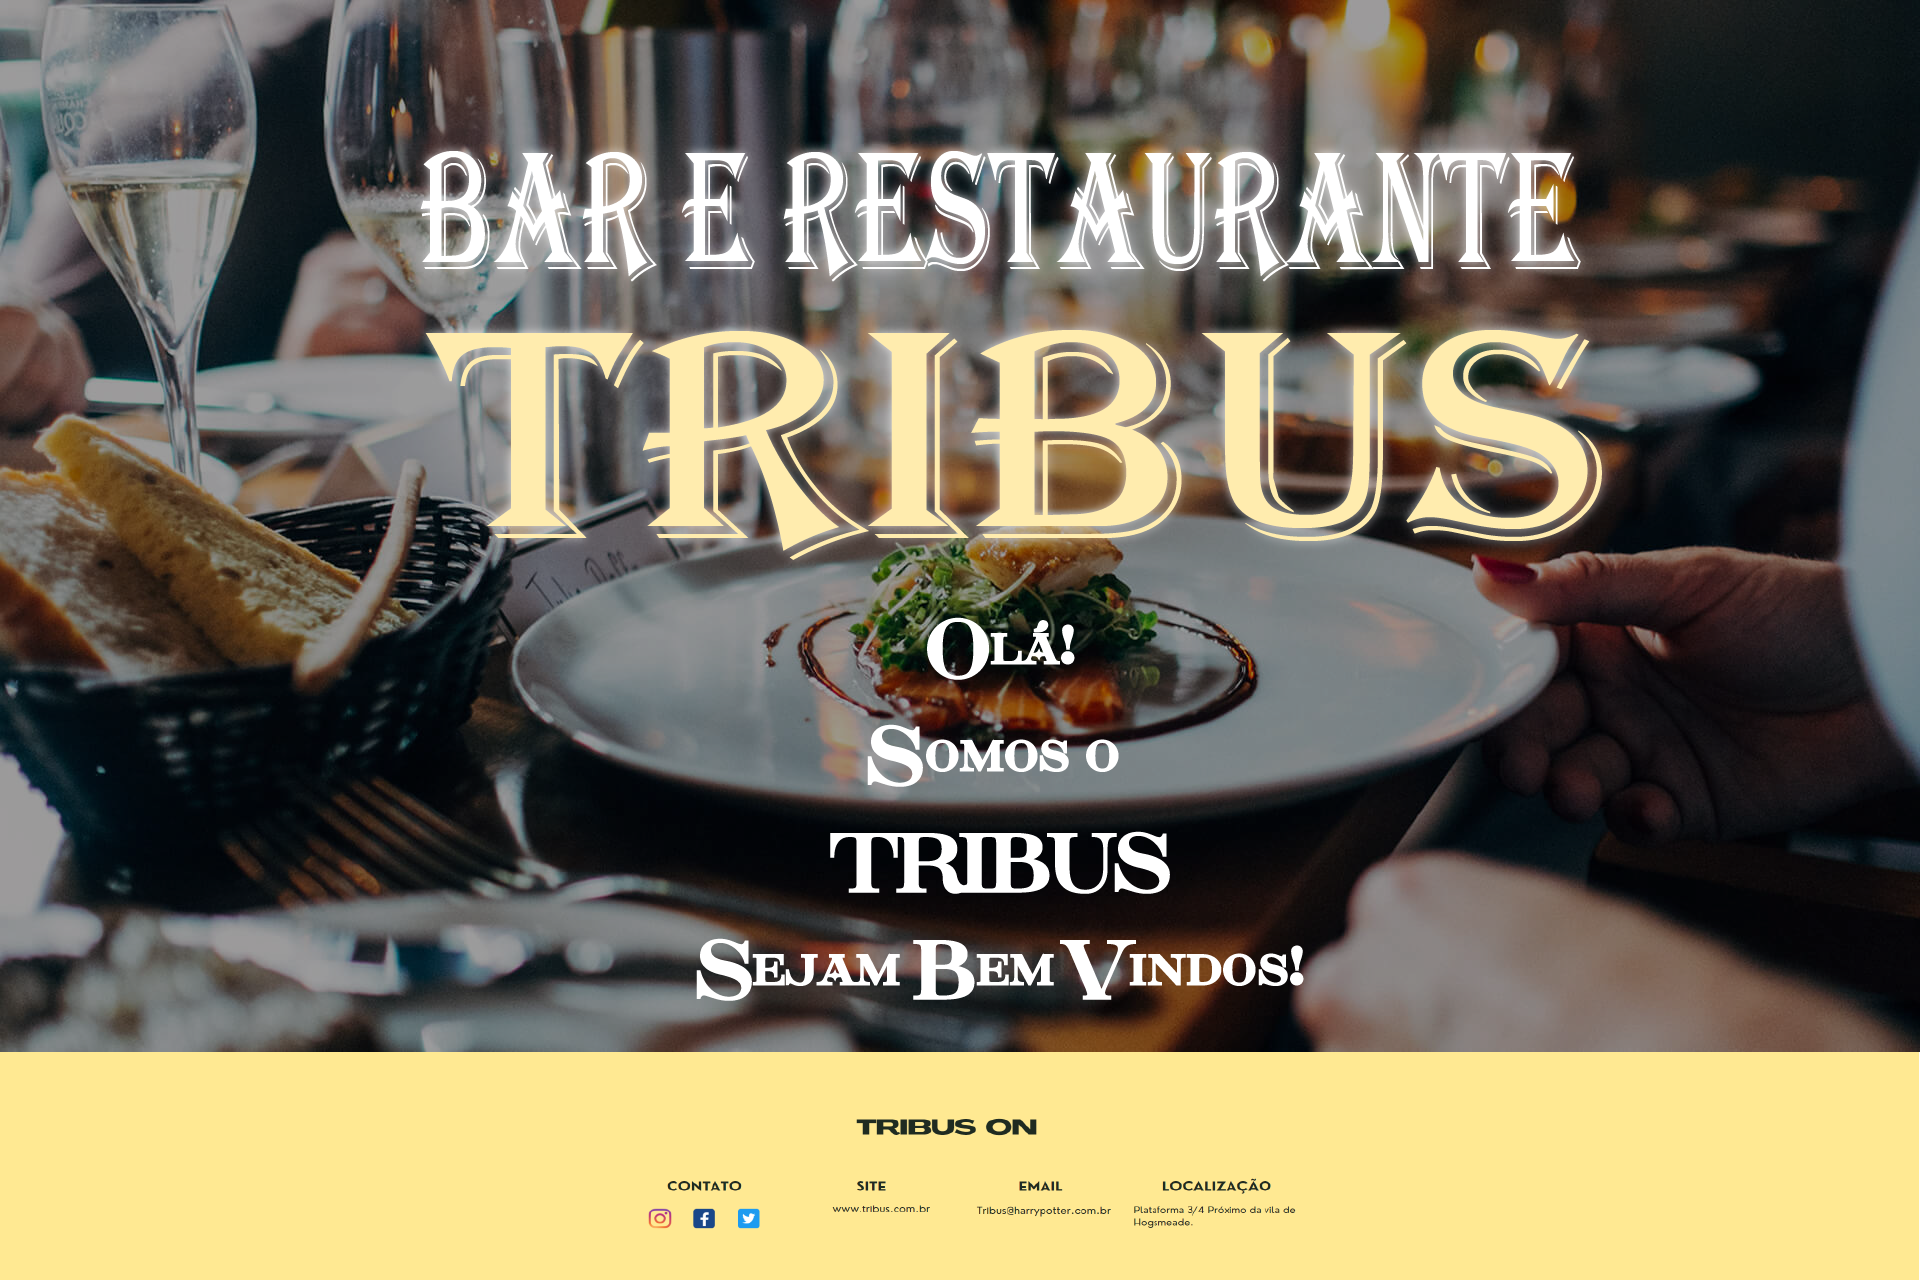 BAR E RESTAURANTE
TRIBUS
OLÁ!
SOMOS O
TRIBUS
SEJAM BEM VINDOS!
TRIBUS ON
CONTATO
SITE
www.tribus.com.br
EMAIL
Tribus@harrypotter.com.br
LOCALIZAÇÃO
Plataforma 3/4 Próximo da vila de
Hogsmeade.